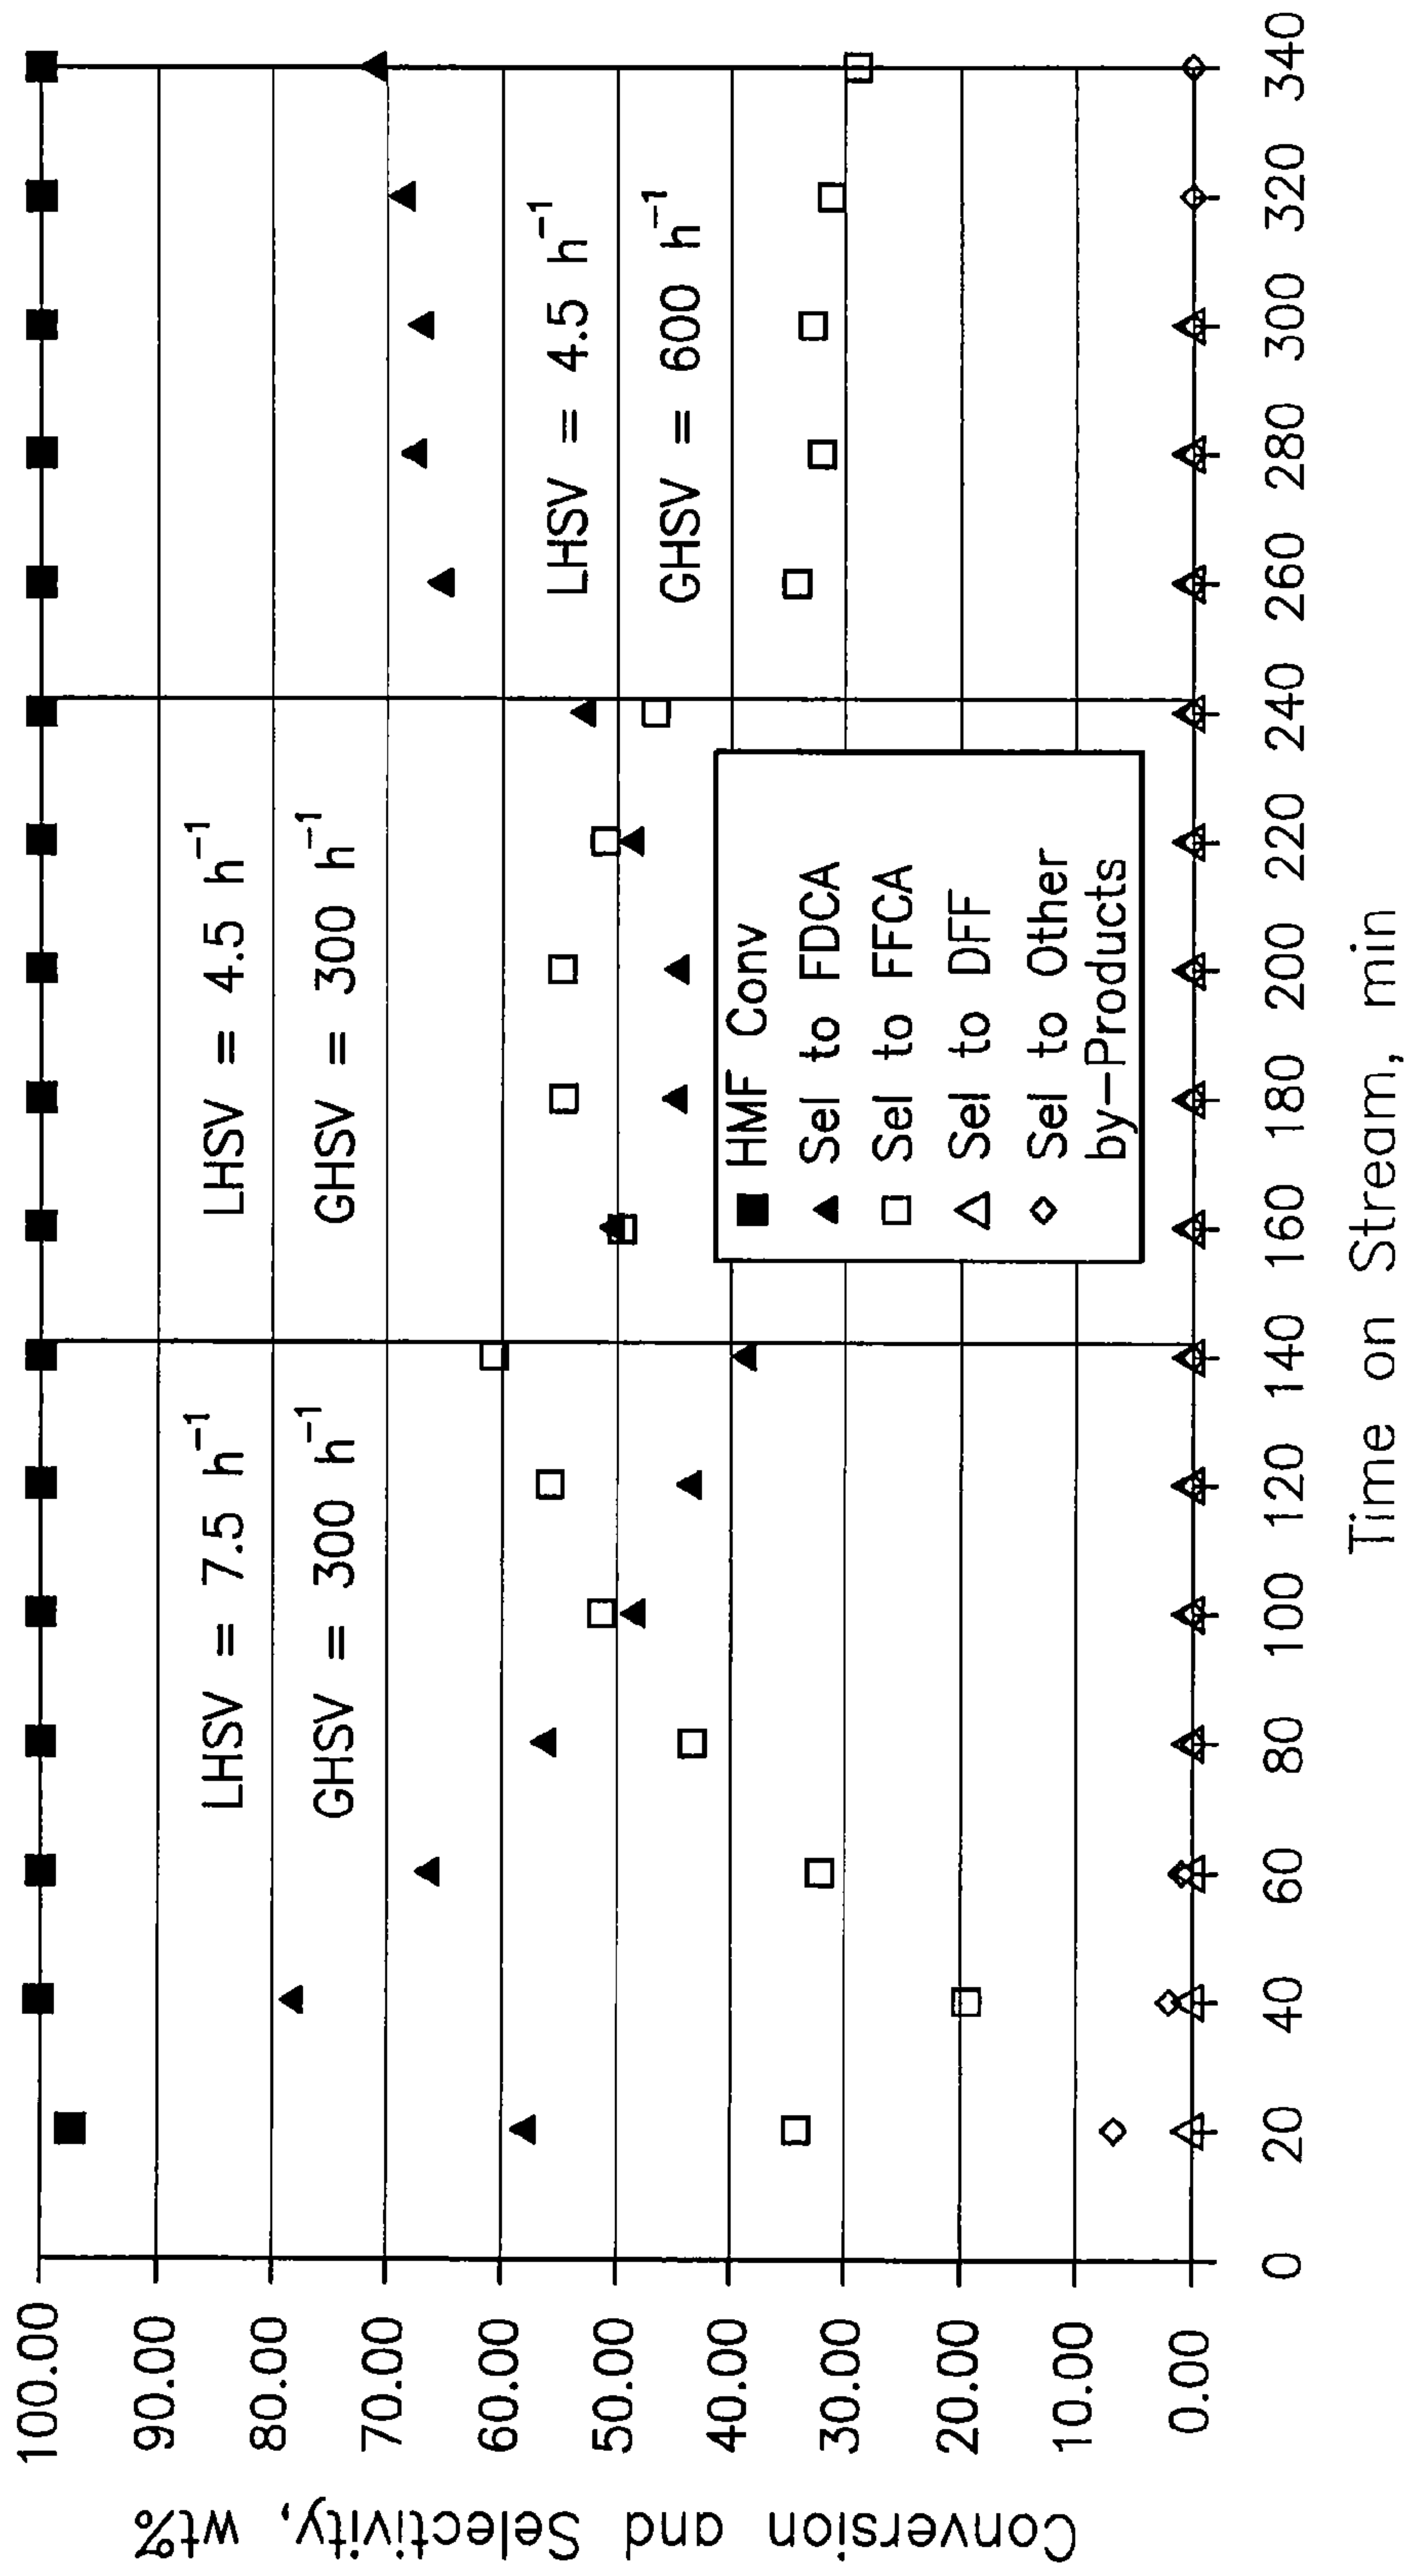 Conversion and Selectivity, wt%
100.00
90.00
80.00
70.00
60.00
50.00
40.00
30.00
20.00
10.00
0.00
LHSV = 7.5 h⁻¹
GHSV = 300 h⁻¹
LHSV = 4.5 h⁻¹
GHSV = 300 h⁻¹
LHSV = 4.5 h⁻¹
GHSV = 600 h⁻¹
HMF Conv
Sel to FDCA
Sel to FFCA
Sel to DFF
Sel to Other
by-Products
0 20 40 60 80 100 120 140 160 180 200 220 240 260 280 300 320 340
Time on Stream, min